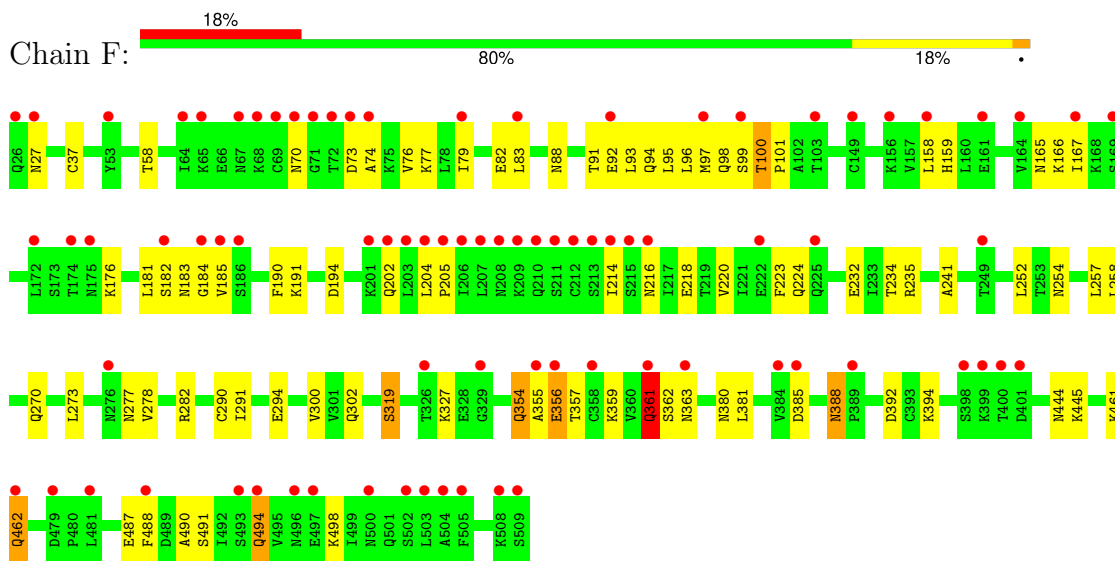 18%
Chain F:
80% 18% •
Q26 N27 C37 Y53 T58 I64 K65 E66 N67 K68 C69 N70 G71 T72 D73 A74 K75 V76 K77 L78 I79 E82 L83 N88 T91 E92 L93 Q94 L95 L96 M97 Q98 S99 T100 P101 A102 T103 C149 K156 V157 L158 H159 L160 E161 V164 N165 K166 I167 K168 S169
L172 S173 T174 N175 K176 L181 S182 N183 G184 V185 S186 F190 K191 D194 K201 Q202 L203 L204 P205 I206 L207 N208 K209 Q210 S211 C212 S213 I214 S215 N216 I217 E218 T219 V220 I221 E222 F223 Q224 Q225 E232 I233 T234 R235 A241 T249 L252 T253 N254 L257 L258
Q270 L273 N276 N277 V278 R282 C290 I291 E294 V300 V301 Q302 S319 T326 K327 E328 G329 Q354 A355 E356 T357 C358 K359 V360 Q361 S362 N363 N380 L381 V384 D385 N388 P389 D392 C393 K394 S398 K399 T400 D401 N444 K445 K461
Q462 D479 P480 L481 E487 F488 D489 A490 S491 I492 S493 Q494 V495 N496 E497 K498 I499 N500 Q501 S502 L503 A504 F505 K508 S509